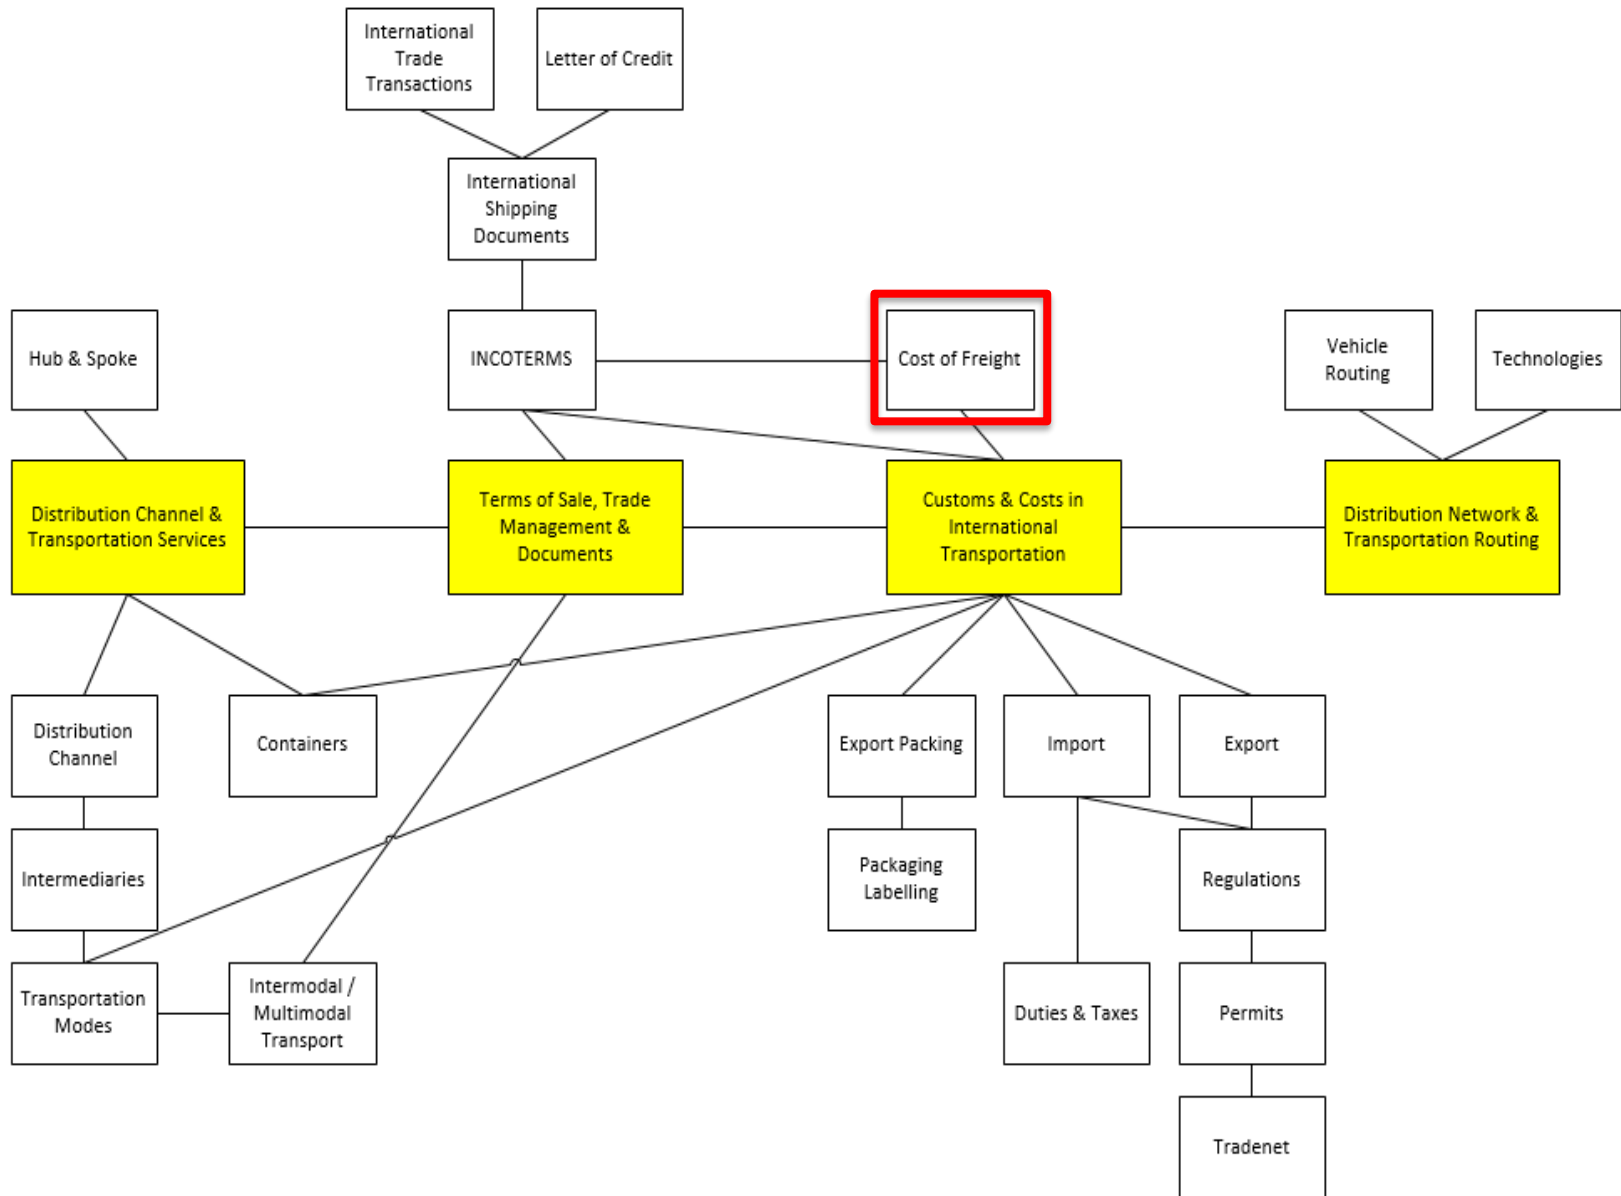 International
Trade
Transactions
Letter of Credit
International
Shipping
Documents
Hub & Spoke
INCOTERMS
Cost of Freight
Vehicle
Routing
Technologies
Distribution Channel &
Transportation Services
Terms of Sale, Trade
Management &
Documents
Customs & Costs in
International
Transportation
Distribution Network &
Transportation Routing
Distribution
Channel
Containers
Export Packing
Import
Export
Intermediaries
Packaging
Labelling
Regulations
Transportation
Modes
Intermodal /
Multimodal
Transport
Duties & Taxes
Permits
Tradenet